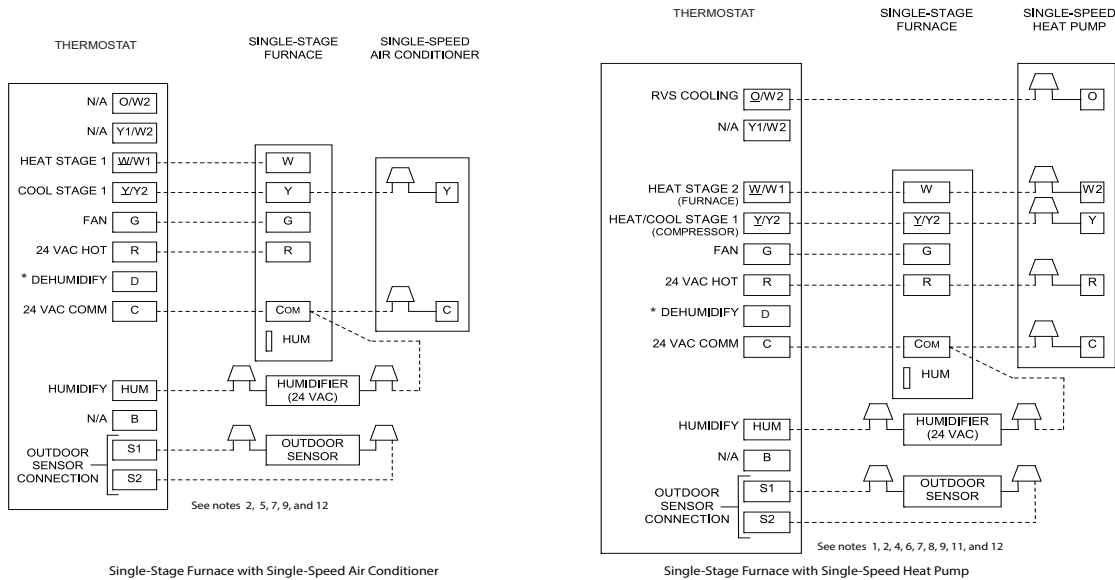 THERMOSTAT
SINGLE-STAGE
FURNACE
SINGLE-SPEED
AIR CONDITIONER
N/A O/W2
N/A Y1/W2
HEAT STAGE 1 W/W1 W
COOL STAGE 1 Y/Y2 Y Y
FAN G G
24 VAC HOT R R
* DEHUMIDIFY D
24 VAC COMM C COM C
HUM
HUMIDIFY HUM HUMIDIFIER
(24 VAC)
N/A B
OUTDOOR
SENSOR
CONNECTION
S1
S2
OUTDOOR
SENSOR
See notes 2, 5, 7, 9, and 12
Single-Stage Furnace with Single-Speed Air Conditioner
THERMOSTAT
SINGLE-STAGE
FURNACE
SINGLE-SPEED
HEAT PUMP
RVS COOLING O/W2 O
N/A Y1/W2
HEAT STAGE 2 W/W1 W W2
(FURNACE)
HEAT/COOL STAGE 1 Y/Y2 Y/Y2 Y
(COMPRESSOR)
FAN G G
24 VAC HOT R R R
* DEHUMIDIFY D
24 VAC COMM C COM C
HUM
HUMIDIFY HUM HUMIDIFIER
(24 VAC)
N/A B
OUTDOOR
SENSOR
CONNECTION
S1
S2
OUTDOOR
SENSOR
See notes 1, 2, 4, 6, 7, 8, 9, 11, and 12
Single-Stage Furnace with Single-Speed Heat Pump